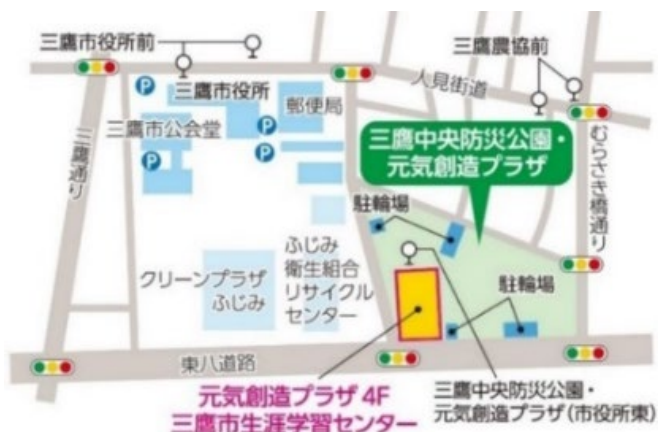 三鷹市役所前
三鷹農協前
人見街道
P
三鷹市役所
郵便局
P
三鷹市公会堂
P
三鷹通り
むらさき橋通り
三鷹中央防災公園・
元気創造プラザ
駐輪場
ふじみ
衛生組合
リサイクル
センター
クリーンプラザ
ふじみ
駐輪場
東八道路
元気創造プラザ 4F
三鷹市生涯学習センター
三鷹中央防災公園・
元気創造プラザ(市役所東)